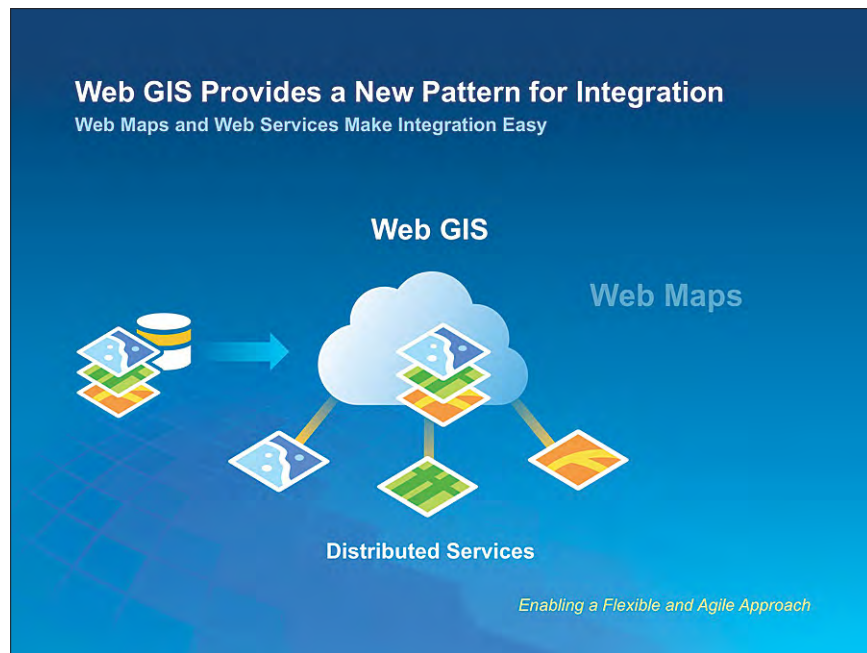 Web GIS Provides a New Pattern for Integration
Web Maps and Web Services Make Integration Easy
Web GIS
Web Maps
Distributed Services
Enabling a Flexible and Agile Approach